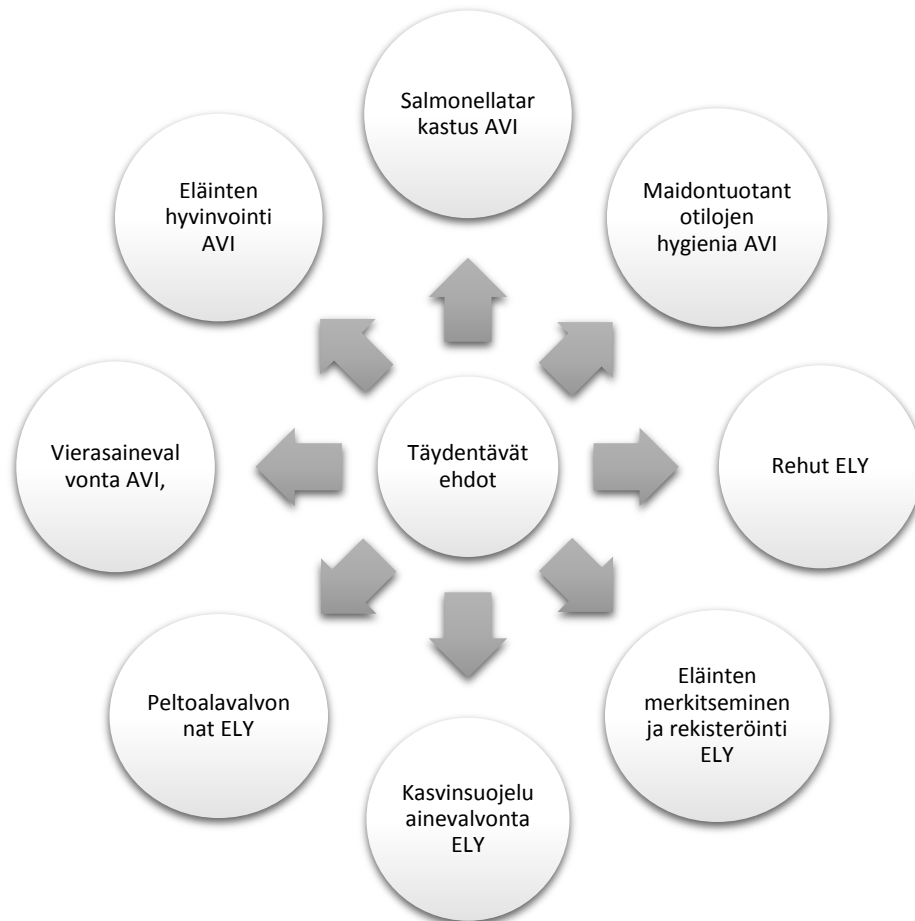 Salmonellatar
kastus AVI
Eläinten
hyvinvointi
AVI
Maidontuotant
otilojen
hygienia AVI
Vierasaineval
vonta AVI,
Täydentävät
ehdot
Rehut ELY
Peltoalavalvon
nat ELY
Eläinten
merkitseminen
ja rekisteröinti
ELY
Kasvinsuojelu
ainevalvonta
ELY